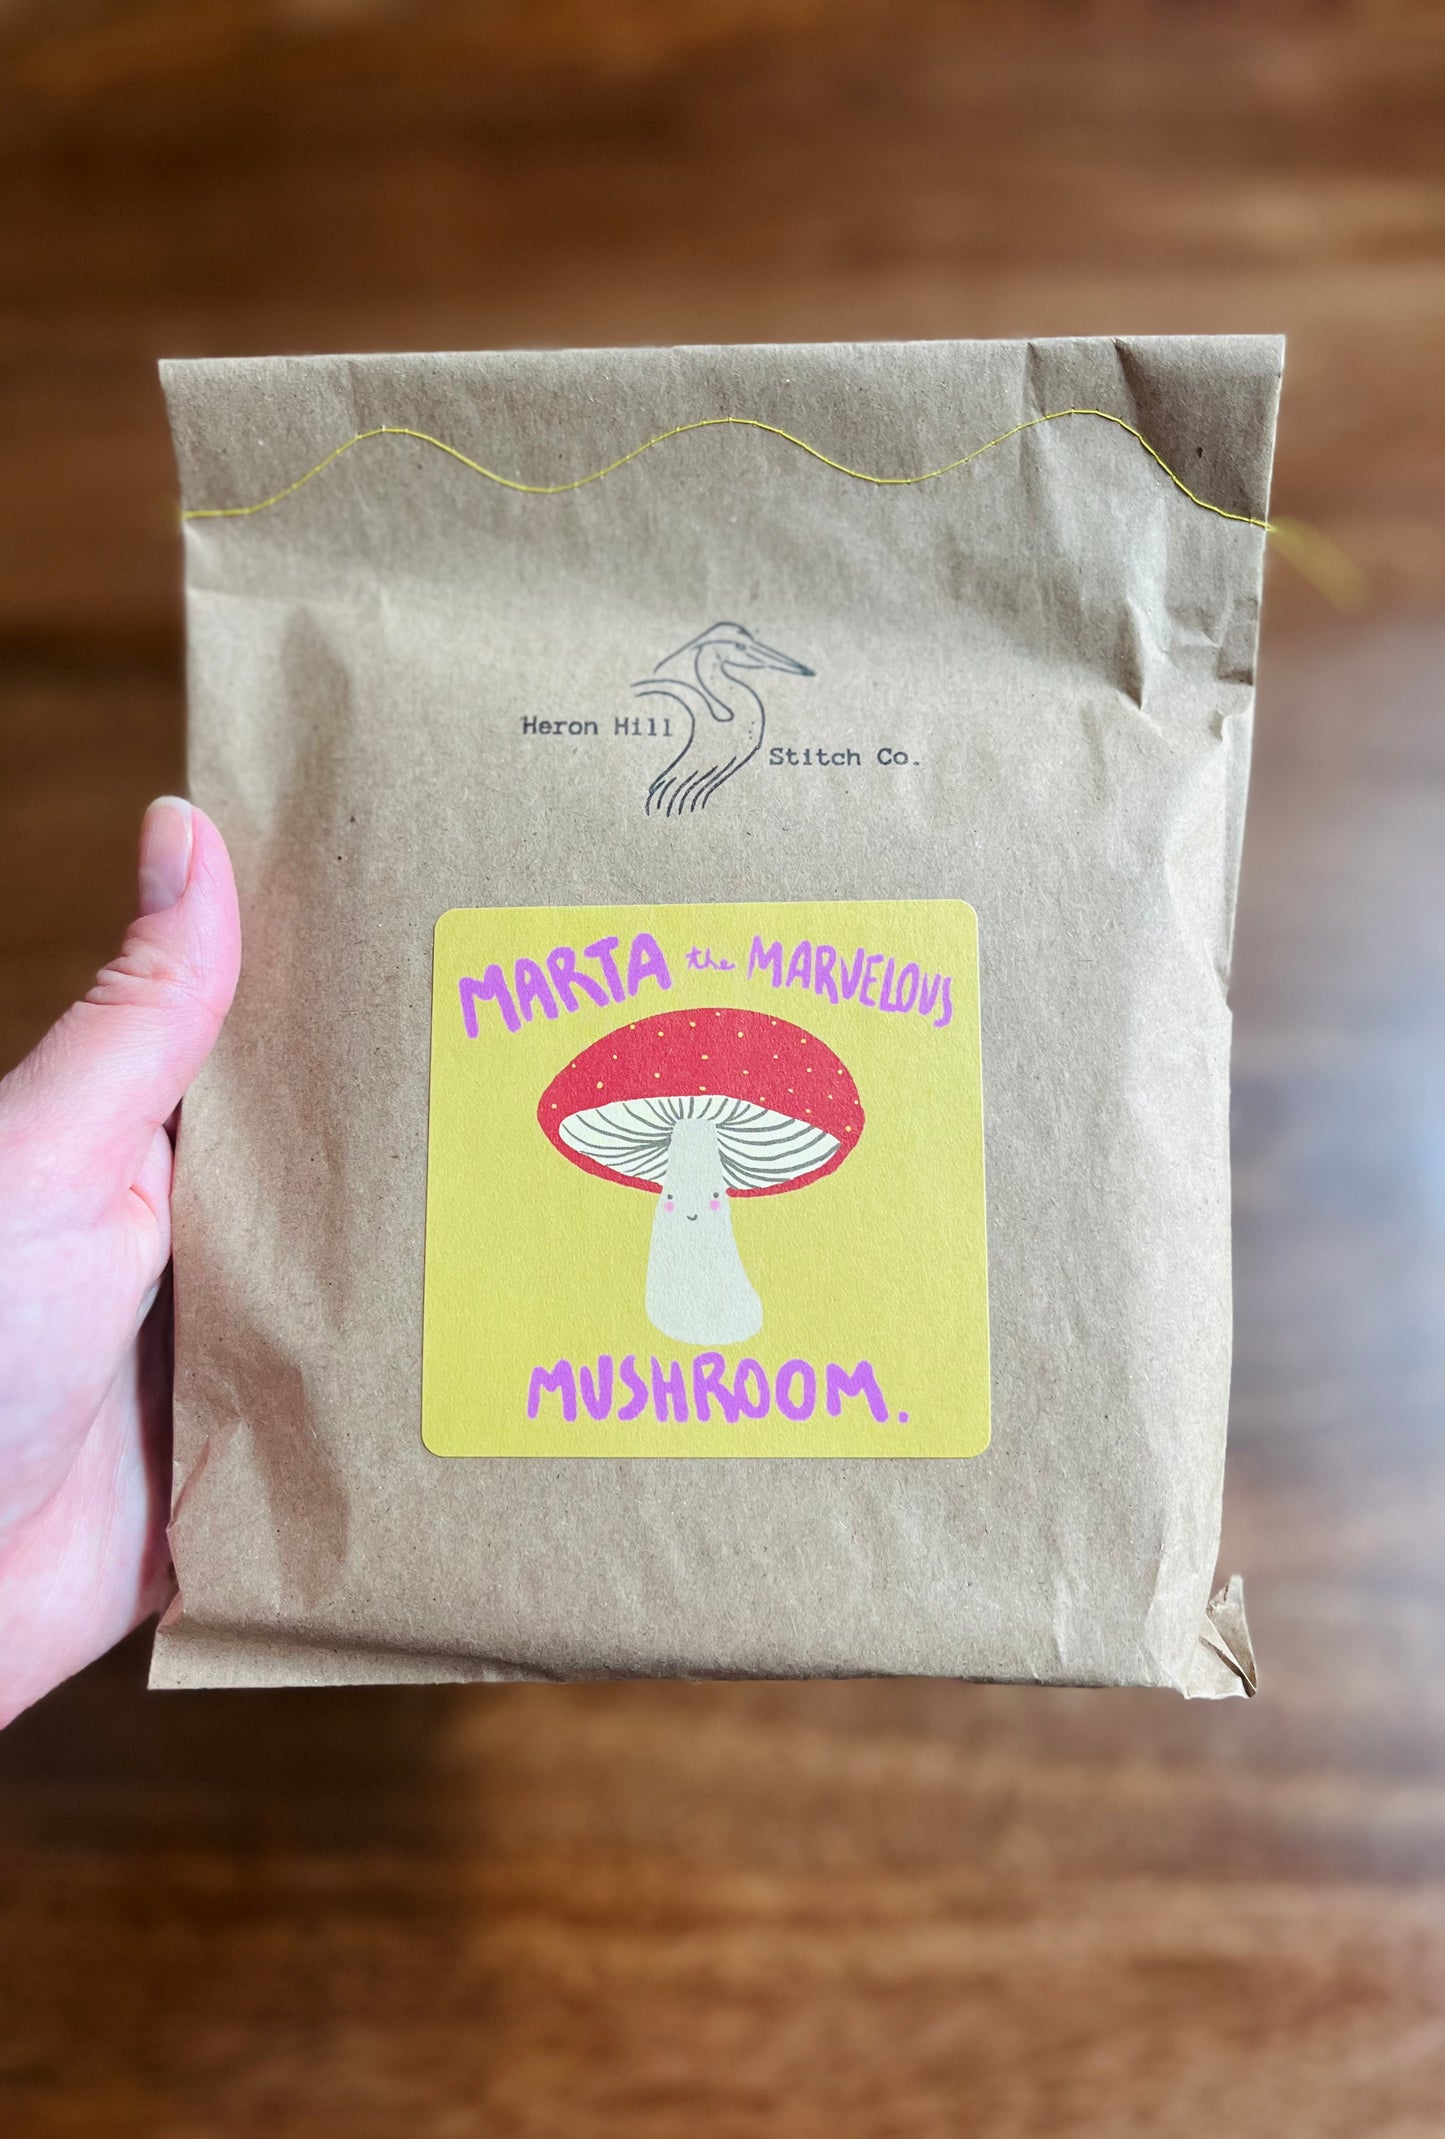 Heron Hill
Stitch Co.
MARTA the MARVELOUS
MUSHROOM.